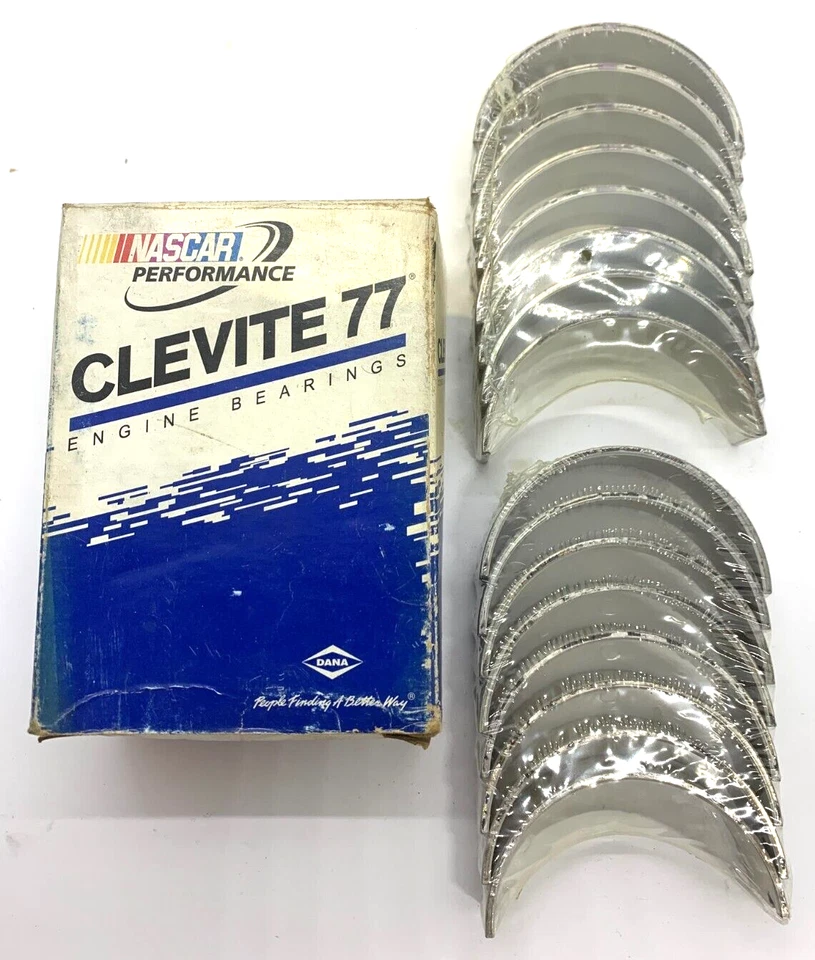 NASCAR®
PERFORMANCE
CLEVITE 77®
ENGINE BEARINGS
DANA
People Finding A Better Way®